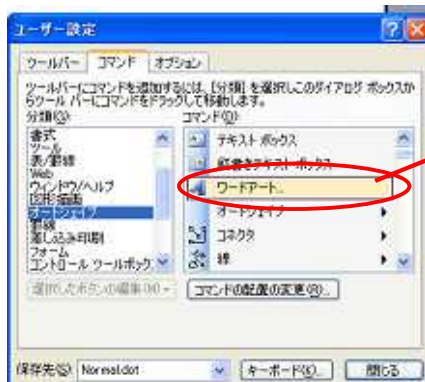 ユーザー設定
ツールバー コマンド オプション
ツールバーにコマンドを追加するには、[分類] を選択しこのダイアログ ボックスか
らツール バーにコマンドをドラッグして移動します。
分類(G): コマンド(D):
書式
ツール
表/罫線
Web
ウィンドウ/ヘルプ
図形描画
オートシェイプ
罫線
差し込み印刷
フォーム
コントロール ツールボック
テキスト ボックス
縦書きテキスト ボックス
ワードアート...
オートシェイプ
コネクタ
線
選択したボタンの編集(M) コマンドの配置の変更(R)...
保存先(S): Normal.dot キーボード(K)... 閉じる